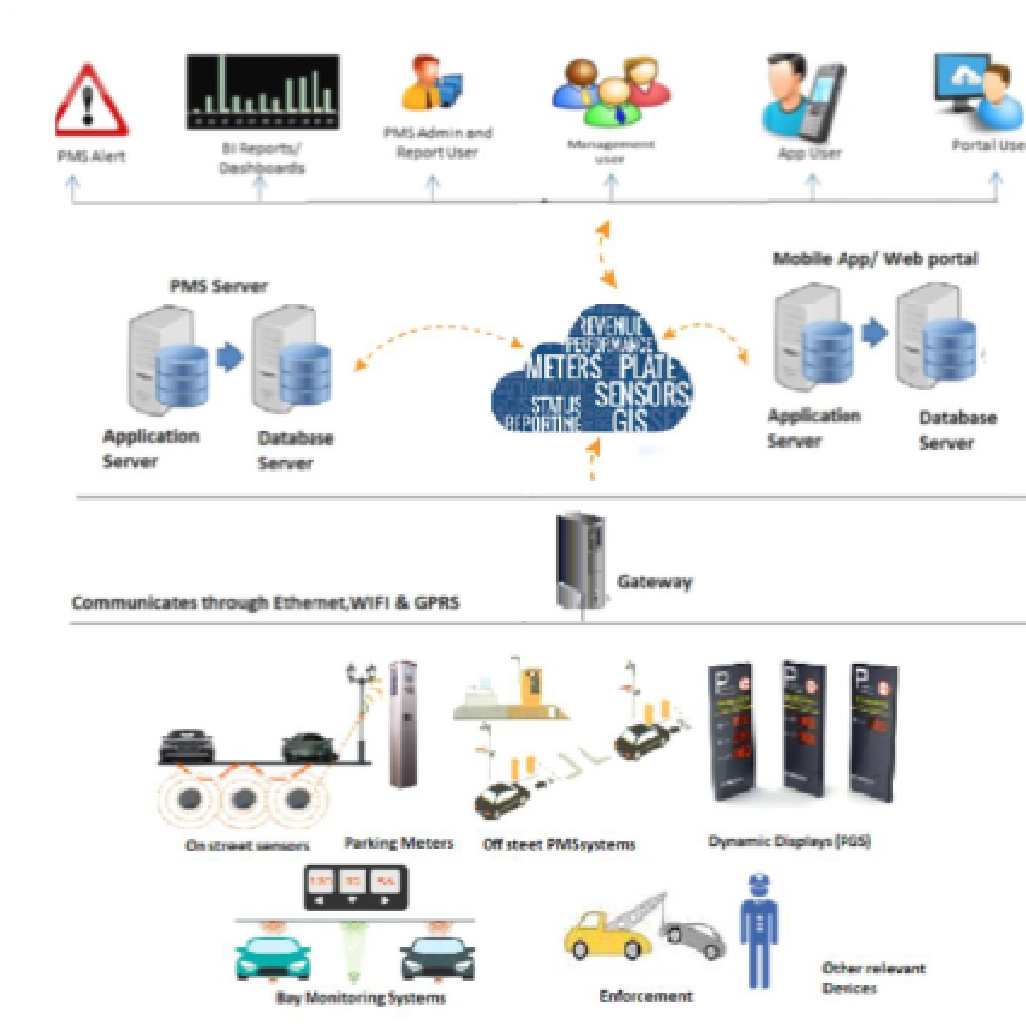 PMS Alert
BI Reports/
Dashboards
PMS Admin and
Report User
Management
user
App User
Portal Use
PMS Server
Mobile App/ Web portal
Application
Server
Database
Server
REVENUE
PERFORMANCE
METERS PLATE
SENSORS
STATUS
REPORTING GIS
Application
Server
Database
Server
Gateway
Communicates through Ethernet,WIFI & GPRS
On street sensors
Parking Meters
Off steet PMSsystems
Dynamic Displays (PGS)
Bay Monitoring Systems
Enforcement
Other relevant
Devices